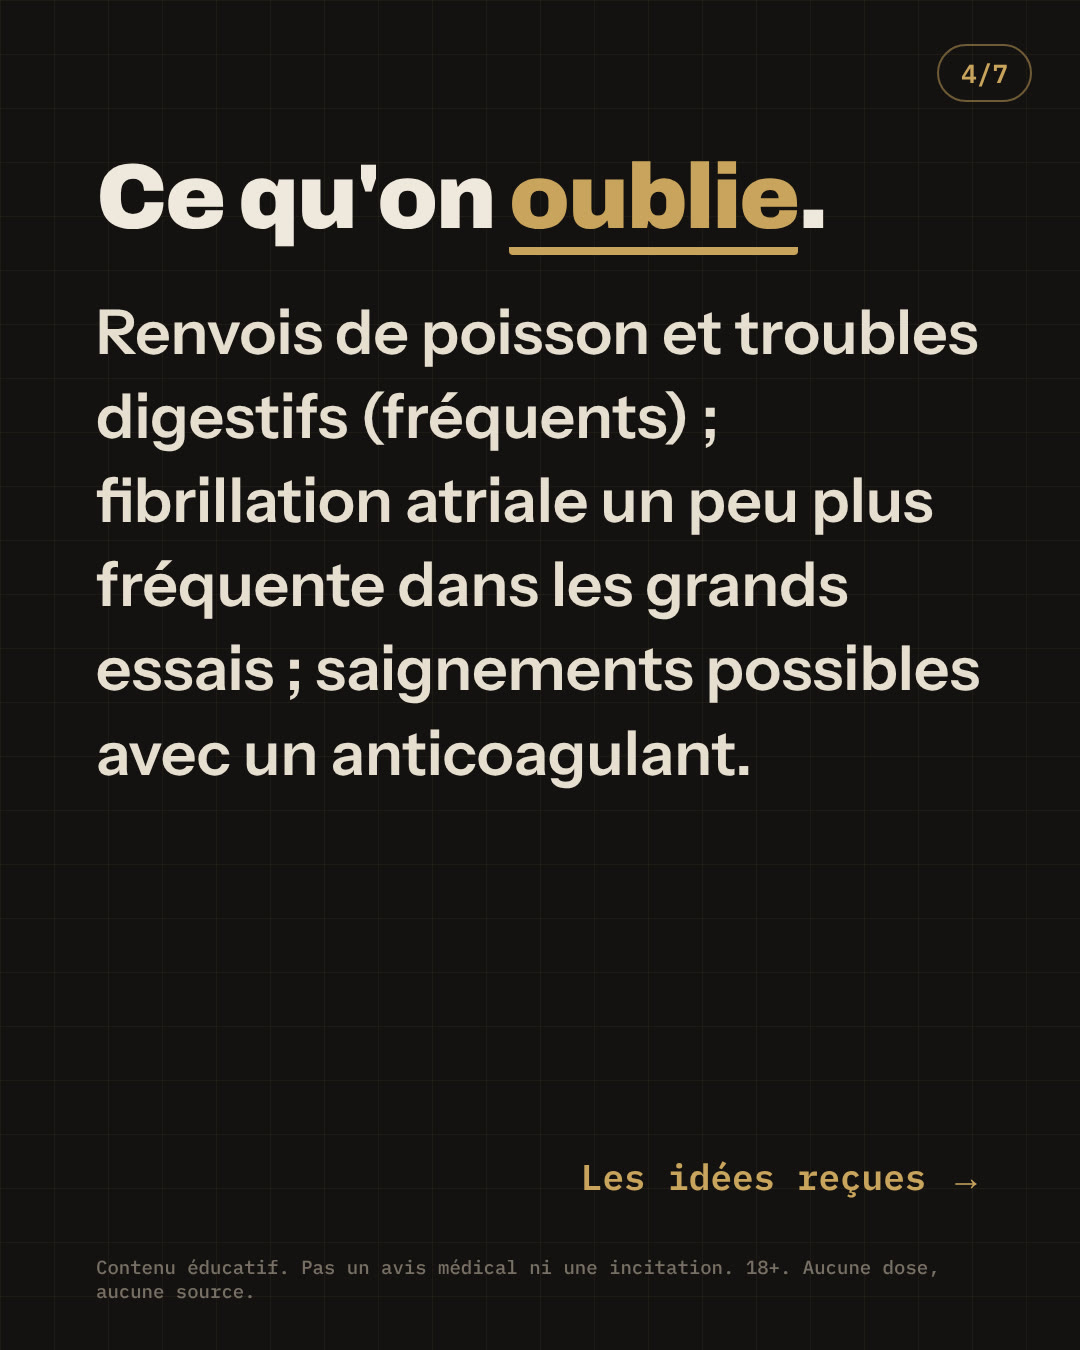 4/7
Ce qu'on oublie.
Renvois de poisson et troubles
digestifs (fréquents) ;
fibrillation atriale un peu plus
fréquente dans les grands
essais ; saignements possibles
avec un anticoagulant.
Les idées reçues →
Contenu éducatif. Pas un avis médical ni une incitation. 18+. Aucune dose,
aucune source.